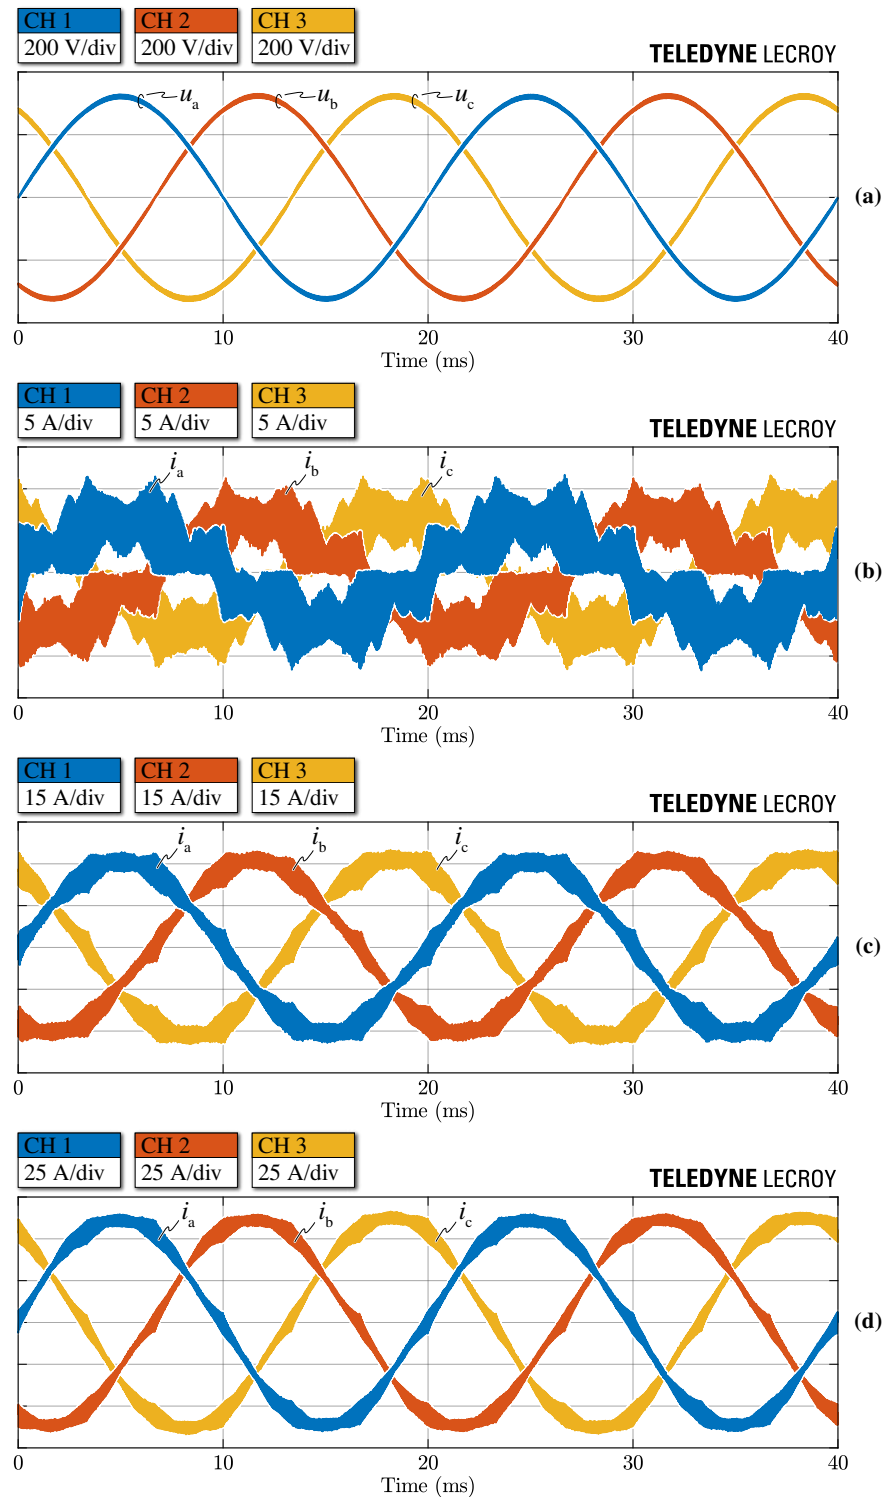 CH 1 CH 2 CH 3
200 V/div 200 V/div 200 V/div TELEDYNE LECROY
ua ub uc
(a)
0 10 20 30 40
Time (ms)
CH 1 CH 2 CH 3
5 A/div 5 A/div 5 A/div TELEDYNE LECROY
ia ib ic
(b)
0 10 20 30 40
Time (ms)
CH 1 CH 2 CH 3
15 A/div 15 A/div 15 A/div TELEDYNE LECROY
ia ib ic
(c)
0 10 20 30 40
Time (ms)
CH 1 CH 2 CH 3
25 A/div 25 A/div 25 A/div TELEDYNE LECROY
ia ib ic
(d)
0 10 20 30 40
Time (ms)